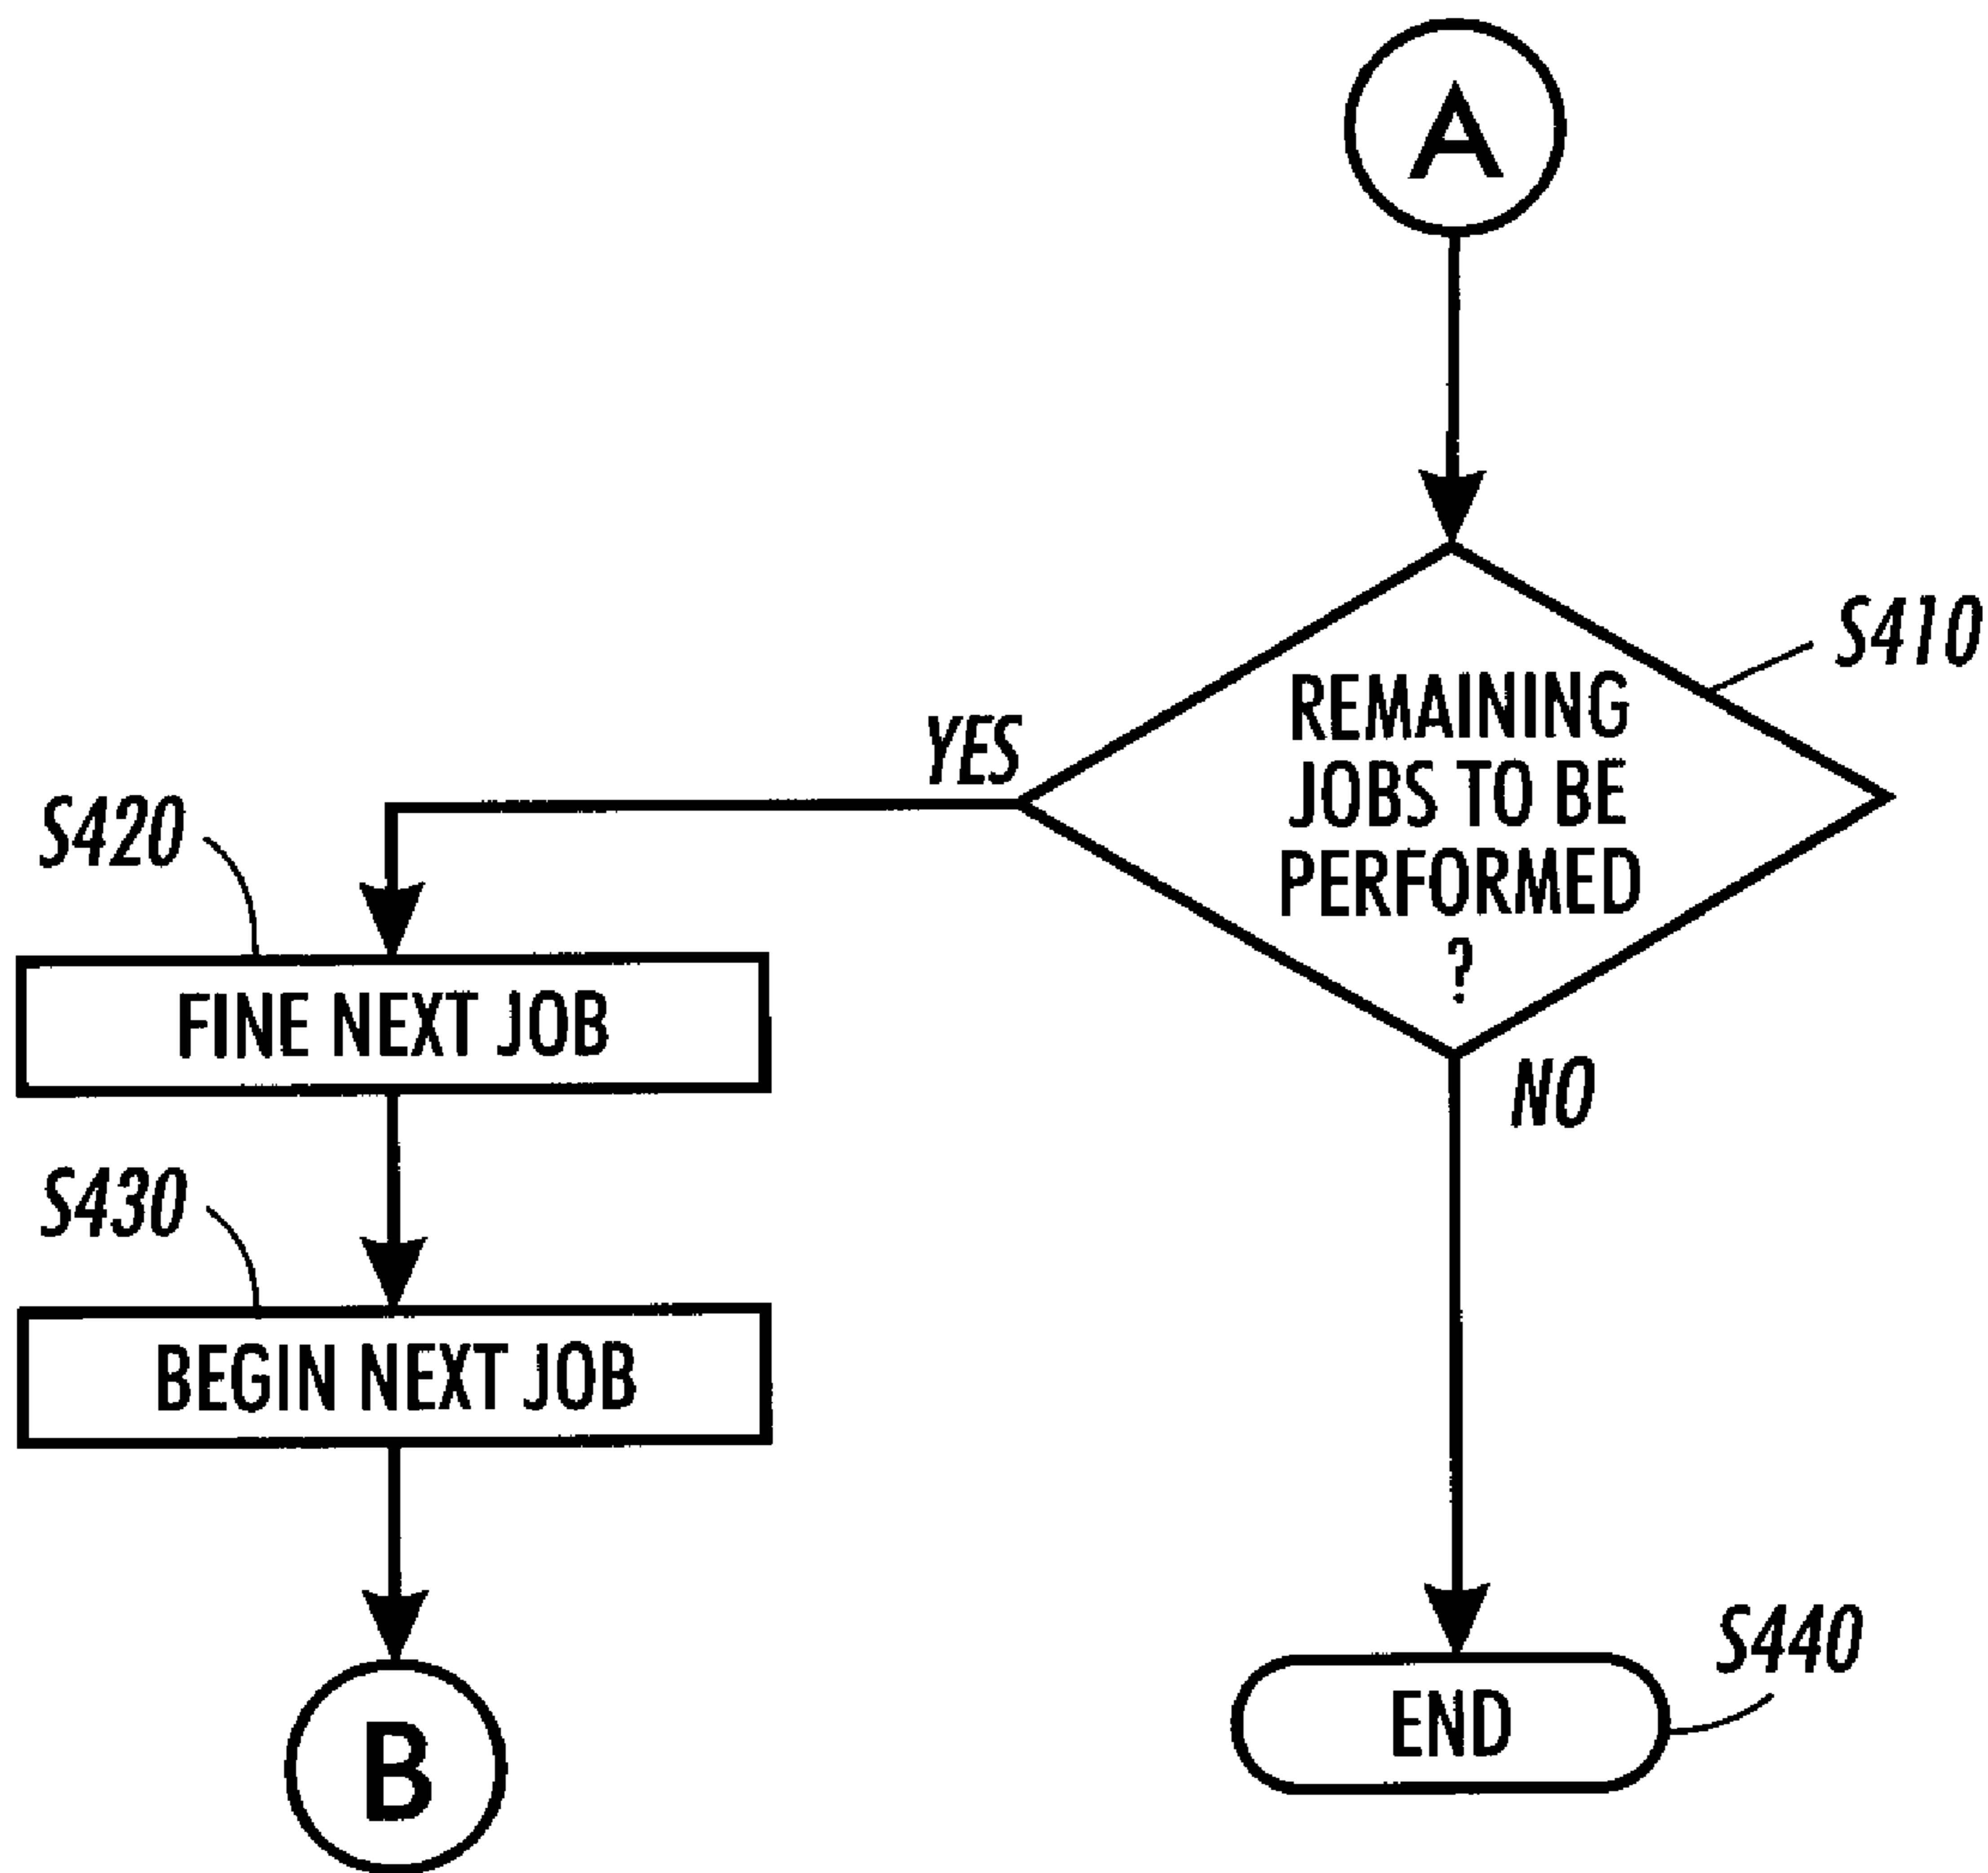 A
S410
REMAINING
JOBS TO BE
PERFORMED
?
YES
NO
S420
FINE NEXT JOB
S430
BEGIN NEXT JOB
B
S440
END